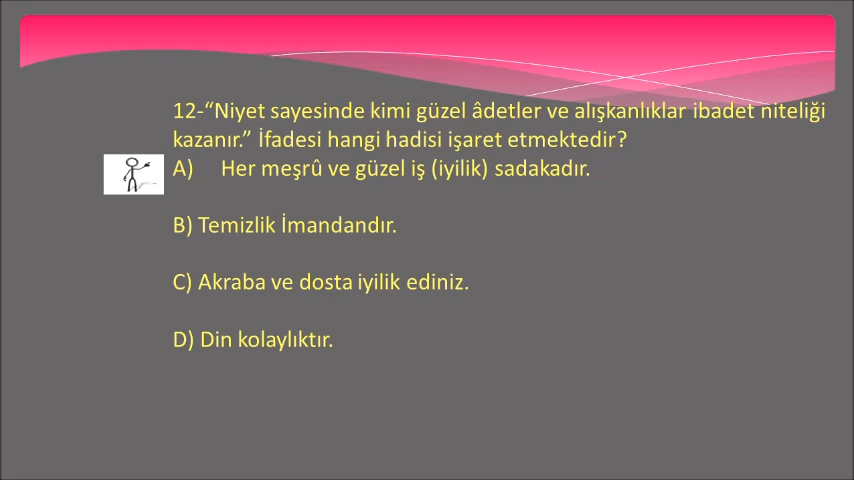 12-“Niyet sayesinde kimi güzel âdetler ve alışkanlıklar ibadet niteliği
kazanır.” İfadesi hangi hadisi işaret etmektedir?
A) Her meşrû ve güzel iş (iyilik) sadakadır.
B) Temizlik İmandandır.
C) Akraba ve dosta iyilik ediniz.
D) Din kolaylıktır.